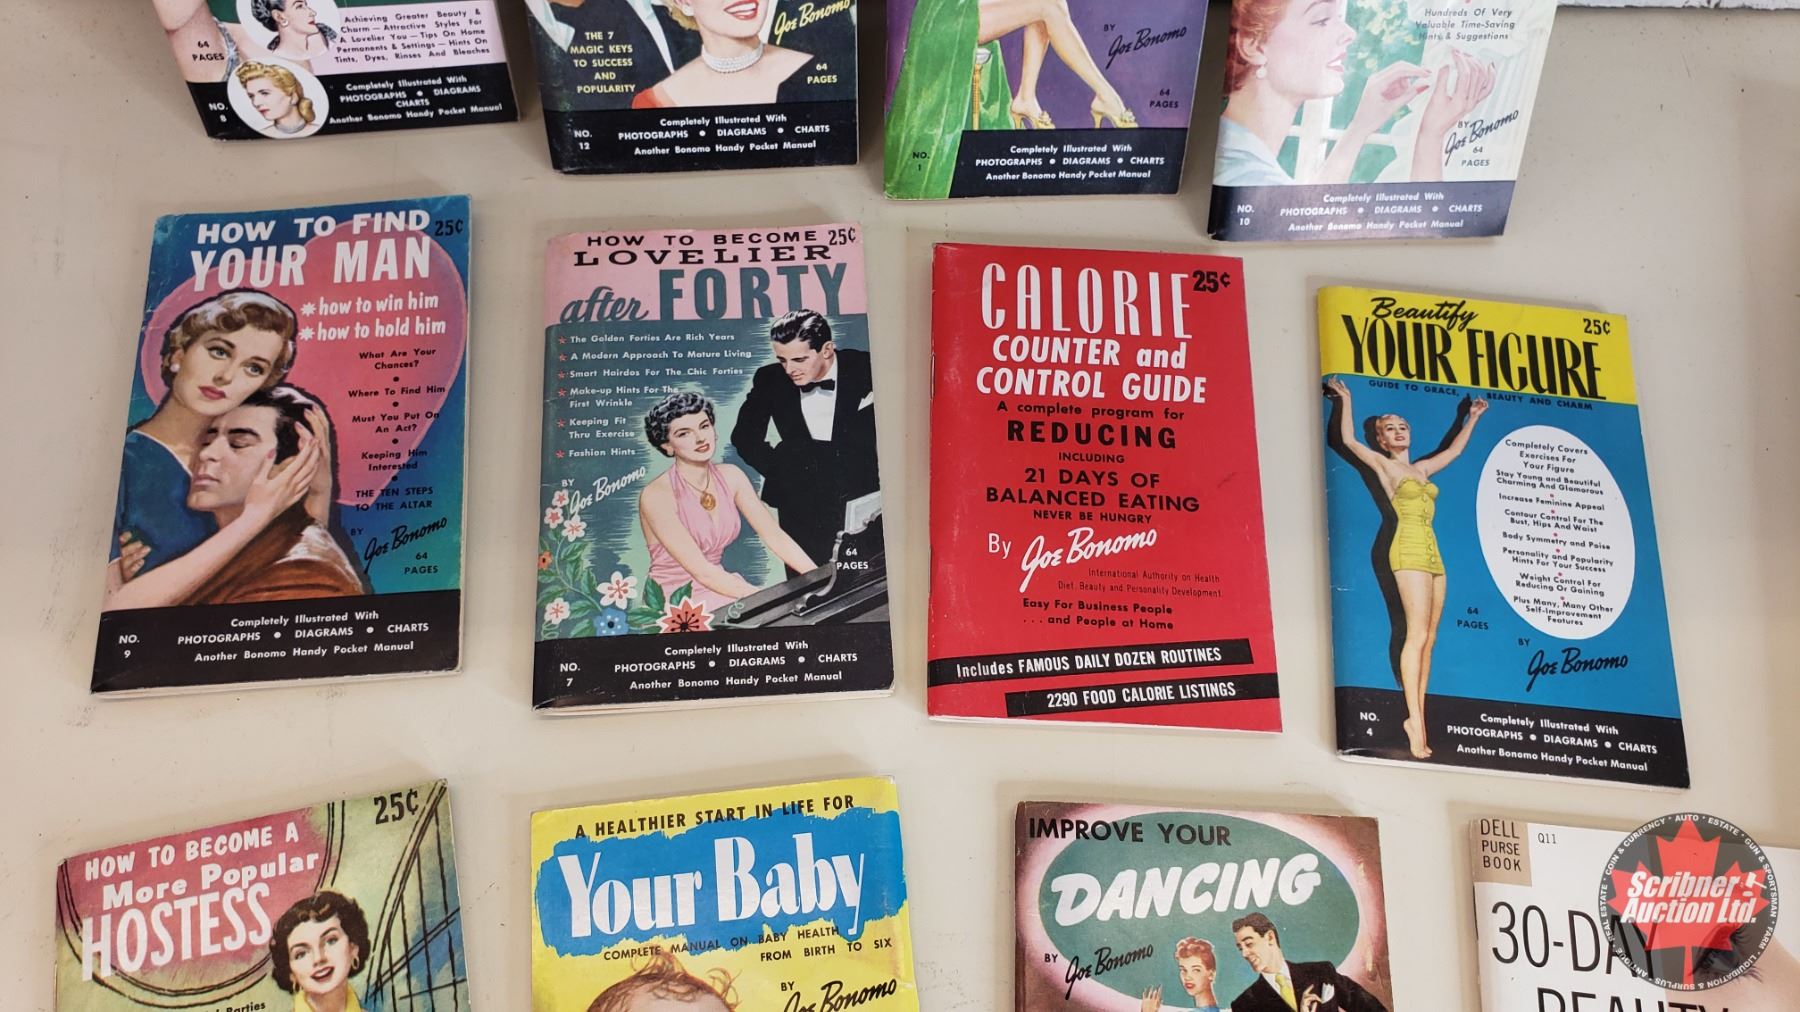 64
PAGES
Achieving Greater Beauty &
Charm — Attractive Styles For
A Lovelier You — Tips On Home
Permanents & Settings — Hints On
Tints, Dyes, Rinses And Bleaches
NO.
8
Completely Illustrated With
PHOTOGRAPHS • DIAGRAMS
CHARTS
Another Bonomo Handy Pocket Manual
THE 7
MAGIC KEYS
TO SUCCESS
AND
POPULARITY
Joe Bonomo
64
PAGES
NO.
12
Completely Illustrated With
PHOTOGRAPHS • DIAGRAMS • CHARTS
Another Bonomo Handy Pocket Manual
BY
Joe Bonomo
64
PAGES
NO.
1
Completely Illustrated With
PHOTOGRAPHS • DIAGRAMS • CHARTS
Another Bonomo Handy Pocket Manual
Hundreds Of Very
Valuable Time-Saving
Hints & Suggestions
BY
Joe Bonomo
64
PAGES
NO.
10
Completely Illustrated With
PHOTOGRAPHS • DIAGRAMS • CHARTS
Another Bonomo Handy Pocket Manual
HOW TO FIND
YOUR MAN
25¢
* how to win him
* how to hold him
What Are Your
Chances?
•
Where To Find Him
•
Must You Put On
An Act?
•
Keeping Him
Interested
•
THE TEN STEPS
TO THE ALTAR
BY
Joe Bonomo
64
PAGES
NO.
9
Completely Illustrated With
PHOTOGRAPHS • DIAGRAMS • CHARTS
Another Bonomo Handy Pocket Manual
HOW TO BECOME
25¢
LOVELIER
after FORTY
* The Golden Forties Are Rich Years
* A Modern Approach To Mature Living
* Smart Hairdos For The Chic Forties
* Make-up Hints For The
First Wrinkle
* Keeping Fit
Thru Exercise
* Fashion Hints
BY
Joe Bonomo
64
PAGES
NO.
7
Completely Illustrated With
PHOTOGRAPHS • DIAGRAMS • CHARTS
Another Bonomo Handy Pocket Manual
CALORIE
25¢
COUNTER and
CONTROL GUIDE
A complete program for
REDUCING
INCLUDING
21 DAYS OF
BALANCED EATING
NEVER BE HUNGRY
By Joe Bonomo
International Authority on Health
Diet, Beauty and Personality Development
Easy For Business People
. . . and People at Home
Includes FAMOUS DAILY DOZEN ROUTINES
2290 FOOD CALORIE LISTINGS
Beautify
25¢
YOUR FIGURE
GUIDE TO GRACE, BEAUTY AND CHARM
Completely Covers
Exercises For
Your Figure
Stay Young and Beautiful
Charming And Glamorous
•
Increase Feminine Appeal
•
Contour Control For The
Bust, Hips And Waist
•
Body Symmetry and Poise
•
Personality and Popularity
Hints For Your Success
•
Weight Control For
Reducing Or Gaining
•
Plus Many, Many Other
Self-Improvement
Features
64
PAGES
BY
Joe Bonomo
NO.
4
Completely Illustrated With
PHOTOGRAPHS • DIAGRAMS • CHARTS
Another Bonomo Handy Pocket Manual
HOW TO BECOME A
25¢
More Popular
HOSTESS
Parties
A HEALTHIER START IN LIFE FOR
Your Baby
COMPLETE MANUAL ON BABY HEALTH
FROM BIRTH TO SIX
BY
Joe Bonomo
IMPROVE YOUR
DANCING
BY Joe Bonomo
DELL
PURSE
BOOK
Q11
30-DAY
BEAUTY
COIN & CURRENCY * AUTO * ESTATE * GUN & SPORTSMAN * FARM * LIQUIDATION & SURPLUS * ANTIQUE * REAL ESTATE *
Scribner!
Auction Ltd.